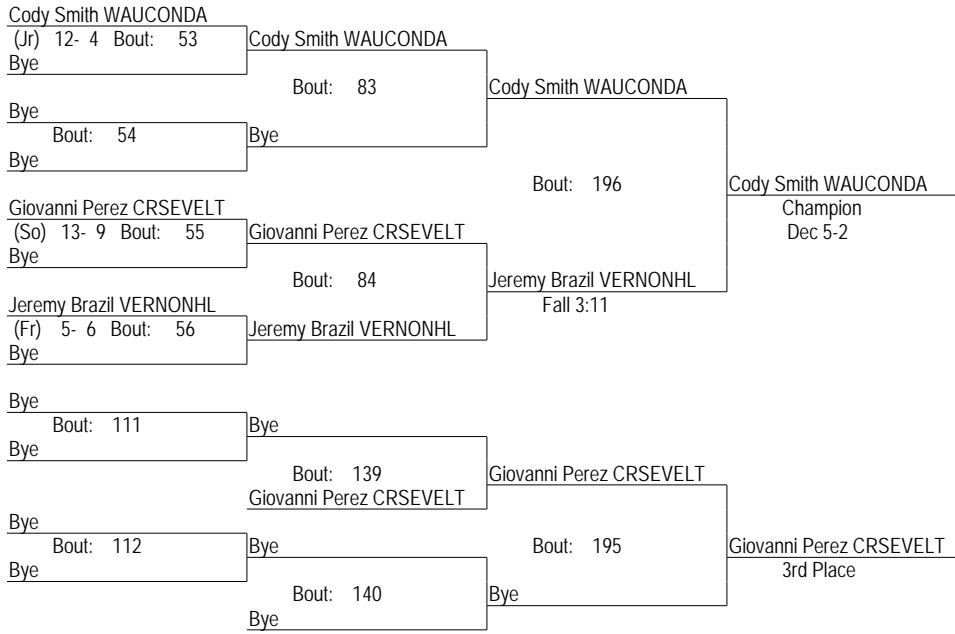 Cody Smith WAUCONDA
(Jr) 12- 4 Bout: 53 Cody Smith WAUCONDA
Bye
Bout: 83 Cody Smith WAUCONDA
Bye
Bout: 54 Bye
Bye
Bout: 196 Cody Smith WAUCONDA
Giovanni Perez CRSEVELT Champion
(So) 13- 9 Bout: 55 Giovanni Perez CRSEVELT Dec 5-2
Bye
Bout: 84 Jeremy Brazil VERNONHL
Jeremy Brazil VERNONHL Fall 3:11
(Fr) 5- 6 Bout: 56 Jeremy Brazil VERNONHL
Bye
Bye
Bout: 111 Bye
Bye
Bout: 139 Giovanni Perez CRSEVELT
Giovanni Perez CRSEVELT
Bye
Bout: 112 Bye Bout: 195 Giovanni Perez CRSEVELT
Bye 3rd Place
Bout: 140 Bye
Bye